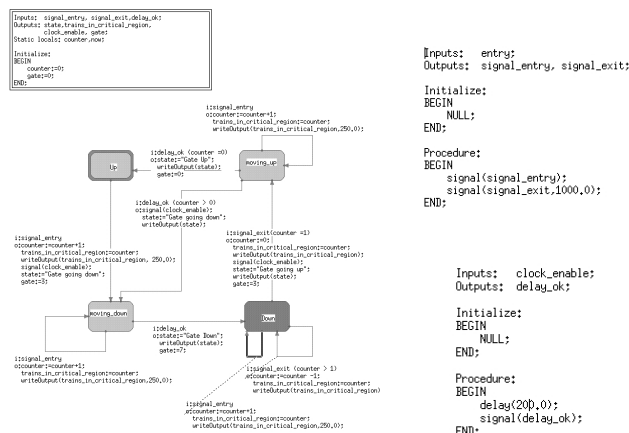 Inputs: signal_entry, signal_exit,delay_ok;
Outputs: state,trains_in_critical_region,
clock_enable, gate;
Static locals: counter,now;
Initialize:
BEGIN
counter:=0;
gate:=0;
END;
i:signal_entry
o:counter:=counter+1;
trains_in_critical_region:=counter;
writeOutput(trains_in_critical_region,250.0);
Up
i:delay_ok (counter =0)
o:state:="Gate Up";
writeOutput(state);
gate:=0;
moving_up
i:delay_ok (counter > 0)
o:signal(clock_enable);
state:="Gate going down";
writeOutput(state);
i:signal_exit(counter =1)
o:counter:=0;
trains_in_critical_region:=counter;
writeOutput(trains_in_critical_region);
signal(clock_enable);
state:="Gate going up";
writeOutput(state);
gate:=3;
i:signal_entry
o:counter:=counter+1;
trains_in_critical_region:=counter;
writeOutput(trains_in_critical_region, 250.0);
signal(clock_enable);
state:="Gate going down";
gate:=3;
moving_down
i:delay_ok
o:state:="Gate Down";
writeOutput(state);
gate:=7;
Down
i:signal_entry
o:counter:=counter+1;
trains_in_critical_region:=counter;
writeOutput(trains_in_critical_region,250.0);
i:signal_exit (counter > 1)
o:counter:=counter -1;
trains_in_critical_region:=counter;
writeOutput(trains_in_critical_region)
i:signal_entry
o:counter:=counter+1;
trains_in_critical_region:=counter;
writeOutput(trains_in_critical_region,250.0);
Inputs: entry;
Outputs: signal_entry, signal_exit;
Initialize:
BEGIN
NULL;
END;
Procedure:
BEGIN
signal(signal_entry);
signal(signal_exit,1000.0);
END;
Inputs: clock_enable;
Outputs: delay_ok;
Initialize:
BEGIN
NULL;
END;
Procedure:
BEGIN
delay(200.0);
signal(delay_ok);
END;